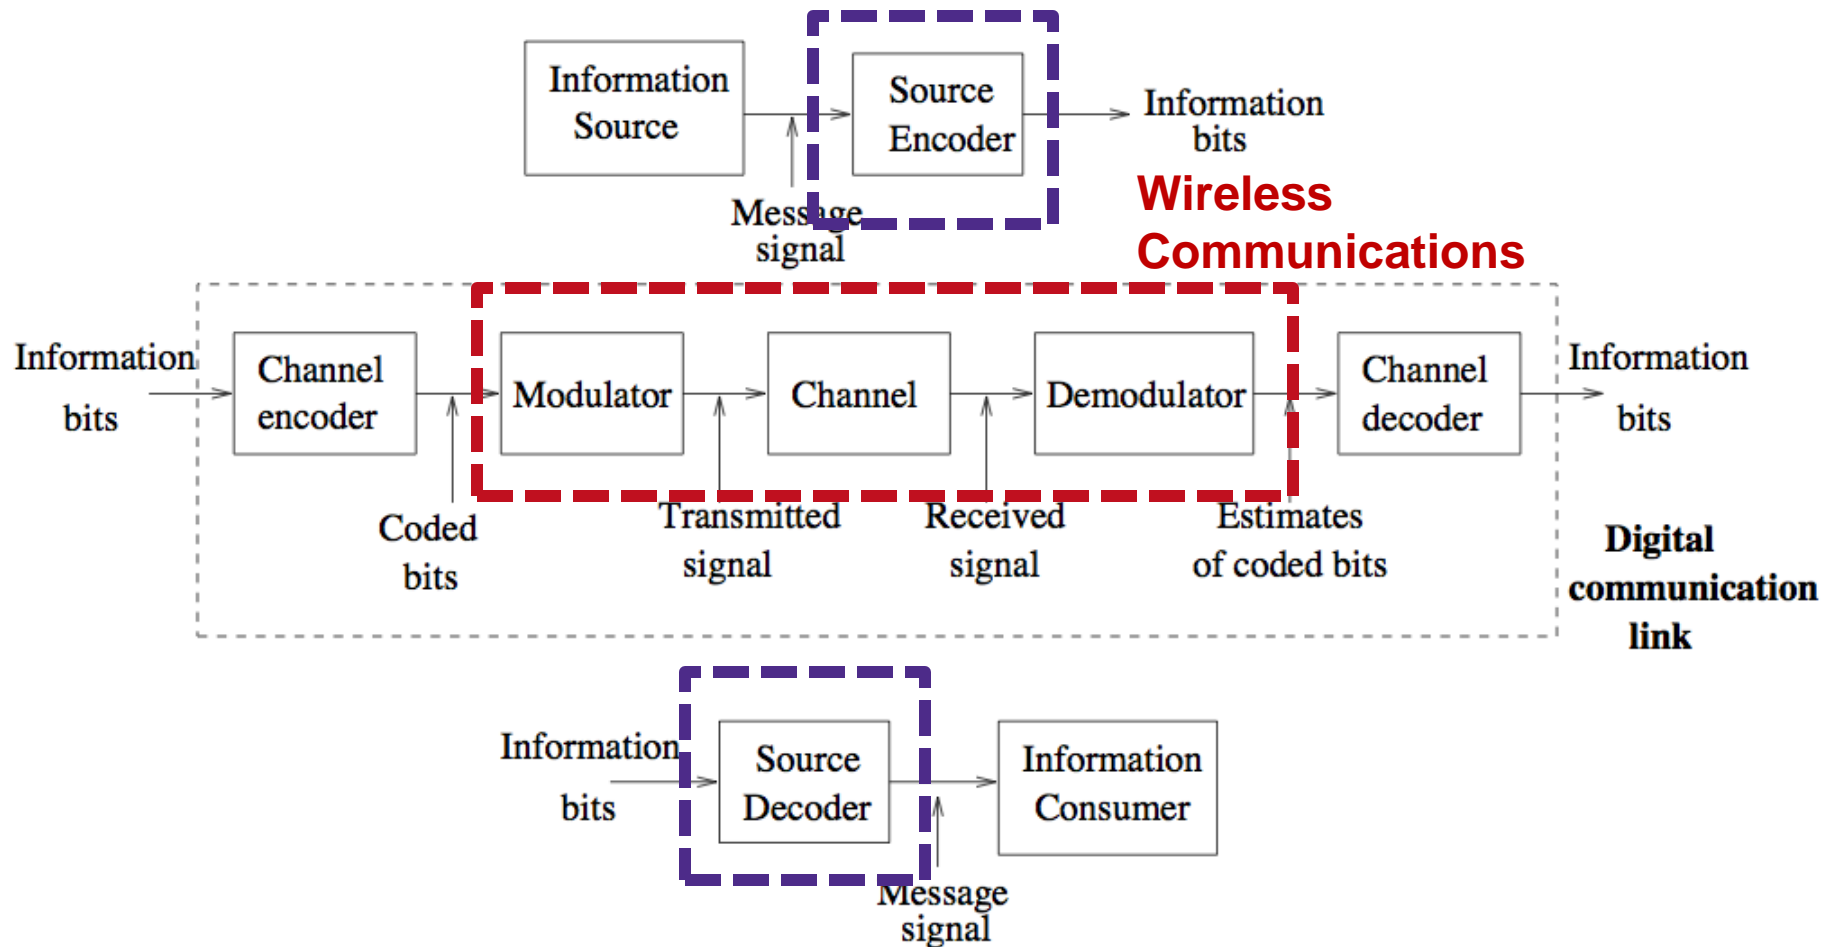 Information
Source
Source
Encoder
Information
bits
Message
signal
Wireless
Communications
Information
bits
Channel
encoder
Modulator
Channel
Demodulator
Channel
decoder
Information
bits
Coded
bits
Transmitted
signal
Received
signal
Estimates
of coded bits
Digital
communication
link
Information
bits
Source
Decoder
Information
Consumer
Message
signal